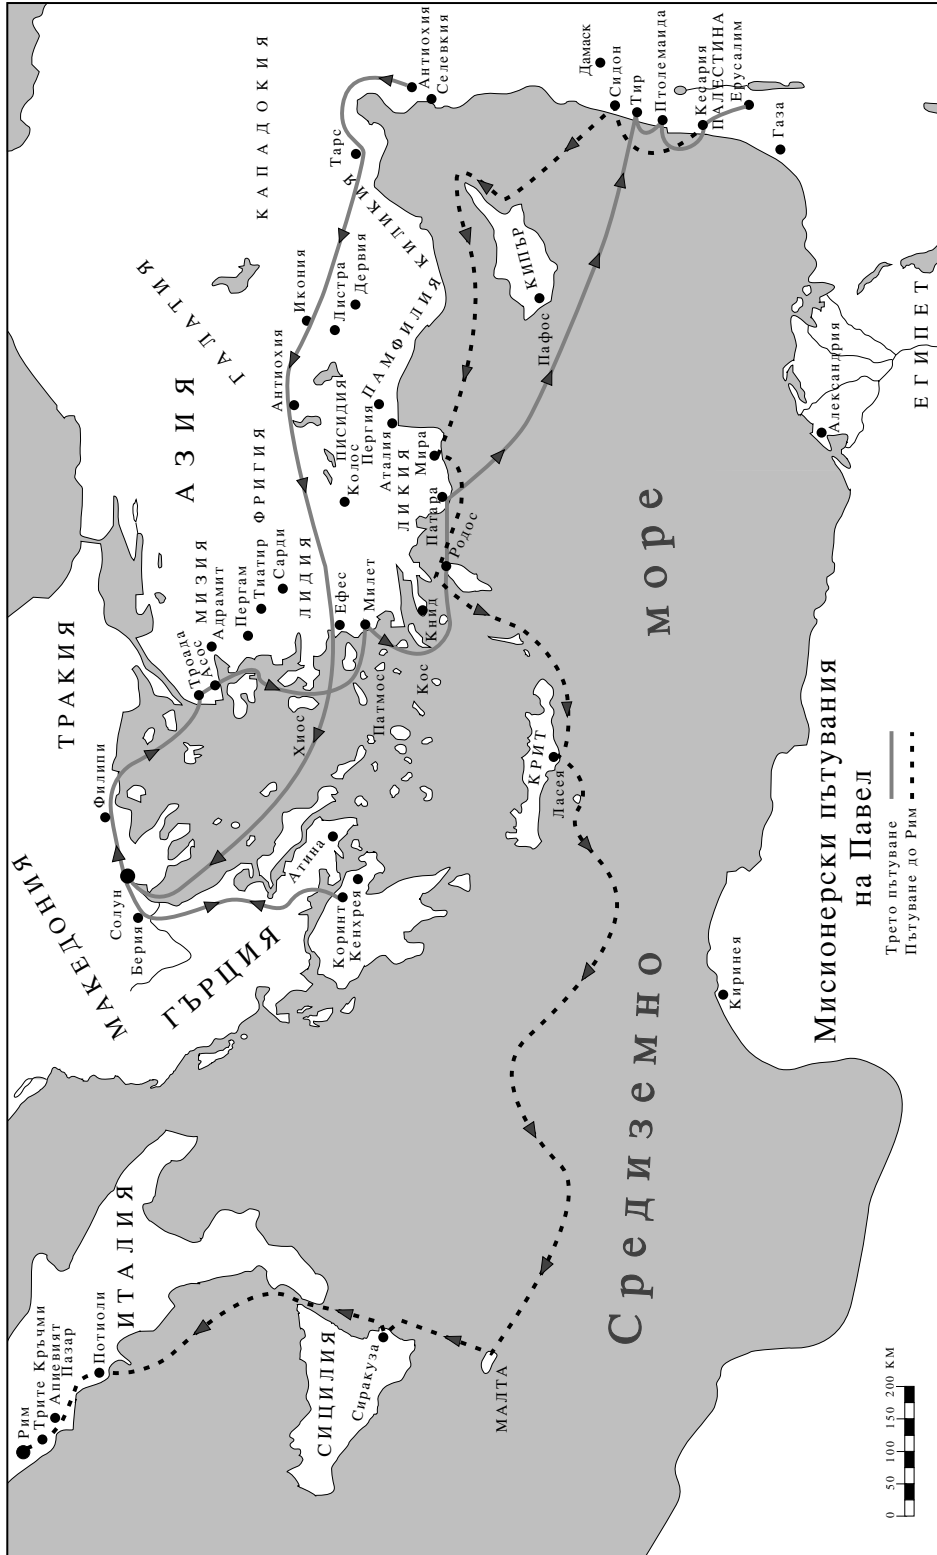 Мисионерски пътувания
на Павел
Трето пътуване
Пътуване до Рим
0 50 100 150 200 КМ
Средиземно море
Рим
Трите Кръчми
Апиевият
Пазар
Потиоли
ИТАЛИЯ
СИЦИЛИЯ
Сиракуза
МАЛТА
МАКЕДОНИЯ
ГЪРЦИЯ
Солун
Берия
Филипи
Коринт
Кенхрея
Атина
ТРАКИЯ
Троада
Асос
МИЗИЯ
Адрамит
Пергам
Тиатир
ФРИГИЯ
Сарди
ЛИДИЯ
Ефес
Милет
Хиос
Патмос
Кос
Книд
Родос
КРИТ
Ласея
АЗИЯ
ГАЛАТИЯ
КАПАДОКИЯ
Антиохия
Икония
Листра
Дервия
ПИСИДИЯ
Колос
Пергия
ПАМФИЛИЯ
Аталия
ЛИКИЯ
Мира
Патара
КИЛИКИЯ
Тарс
Антиохия
Селевкия
КИПЪР
Пафос
Дамаск
Сидон
Тир
Птолемаида
Кесария
ПАЛЕСТИНА
Ерусалим
Газа
Александрия
ЕГИПЕТ
Киринея